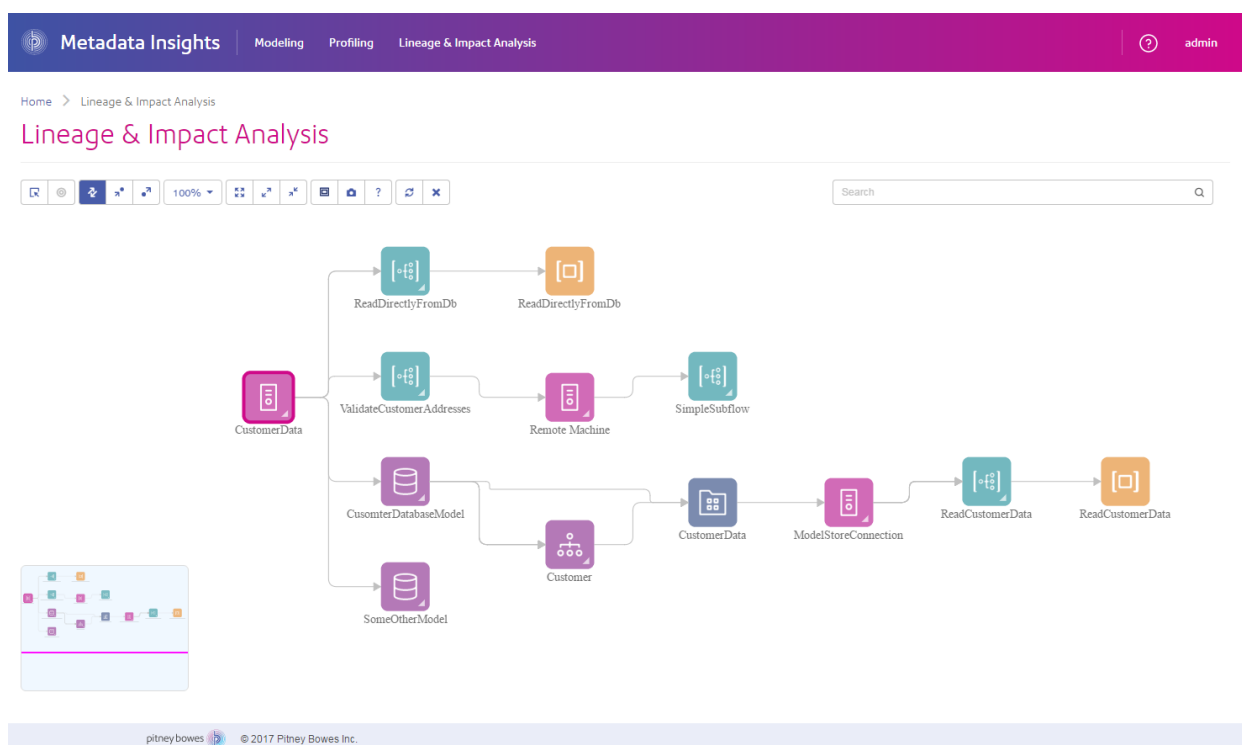 Metadata Insights Modeling Profiling Lineage & Impact Analysis ? admin
Home > Lineage & Impact Analysis
Lineage & Impact Analysis
100% ? Search
ReadDirectlyFromDb ReadDirectlyFromDb
ValidateCustomerAddresses SimpleSubflow
CustomerData Remote Machine
CusomterDatabaseModel ReadCustomerData ReadCustomerData
CustomerData ModelStoreConnection
Customer
SomeOtherModel
pitney bowes © 2017 Pitney Bowes Inc.